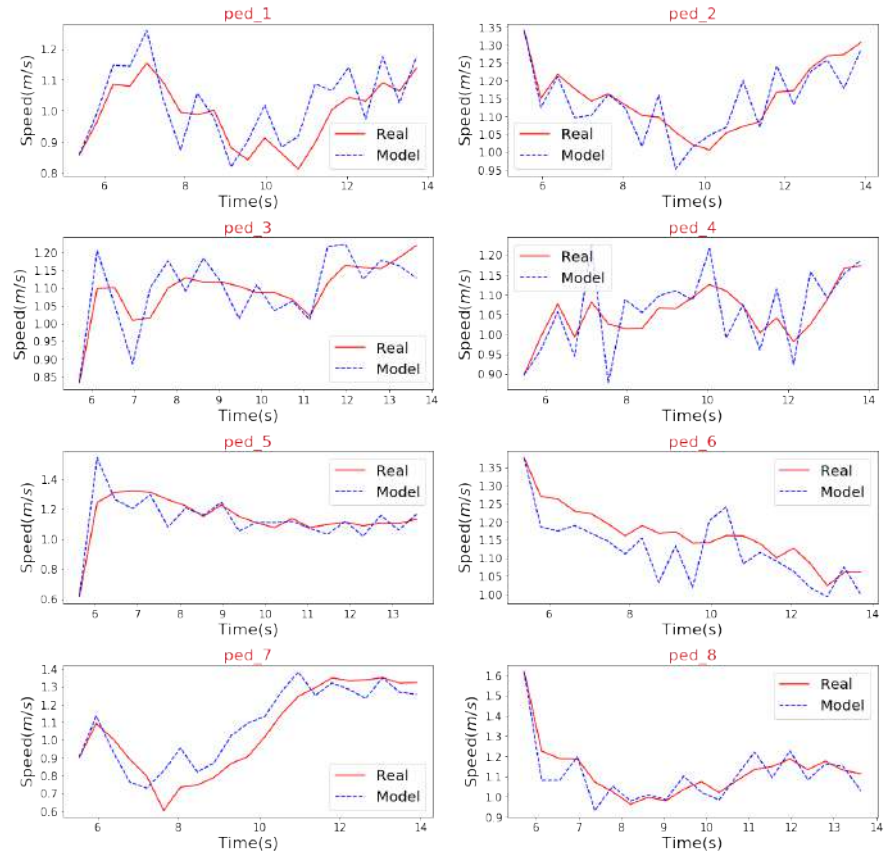 ped_1
1.2
1.1
1.0
0.9
0.8
Speed(m/s)
Real
Model
6 8 10 12 14
Time(s)
ped_2
1.35
1.30
1.25
1.20
1.15
1.10
1.05
1.00
0.95
Speed(m/s)
Real
Model
6 8 10 12 14
Time(s)
ped_3
1.20
1.15
1.10
1.05
1.00
0.95
0.90
0.85
Speed(m/s)
Real
Model
6 7 8 9 10 11 12 13 14
Time(s)
ped_4
1.20
1.15
1.10
1.05
1.00
0.95
0.90
Speed(m/s)
Real
Model
6 8 10 12 14
Time(s)
ped_5
1.4
1.2
1.0
0.8
0.6
Speed(m/s)
Real
Model
6 7 8 9 10 11 12 13
Time(s)
ped_6
1.35
1.30
1.25
1.20
1.15
1.10
1.05
1.00
Speed(m/s)
Real
Model
6 8 10 12 14
Time(s)
ped_7
1.4
1.3
1.2
1.1
1.0
0.9
0.8
0.7
0.6
Speed(m/s)
Real
Model
6 8 10 12 14
Time(s)
ped_8
1.6
1.5
1.4
1.3
1.2
1.1
1.0
0.9
Speed(m/s)
Real
Model
6 7 8 9 10 11 12 13 14
Time(s)